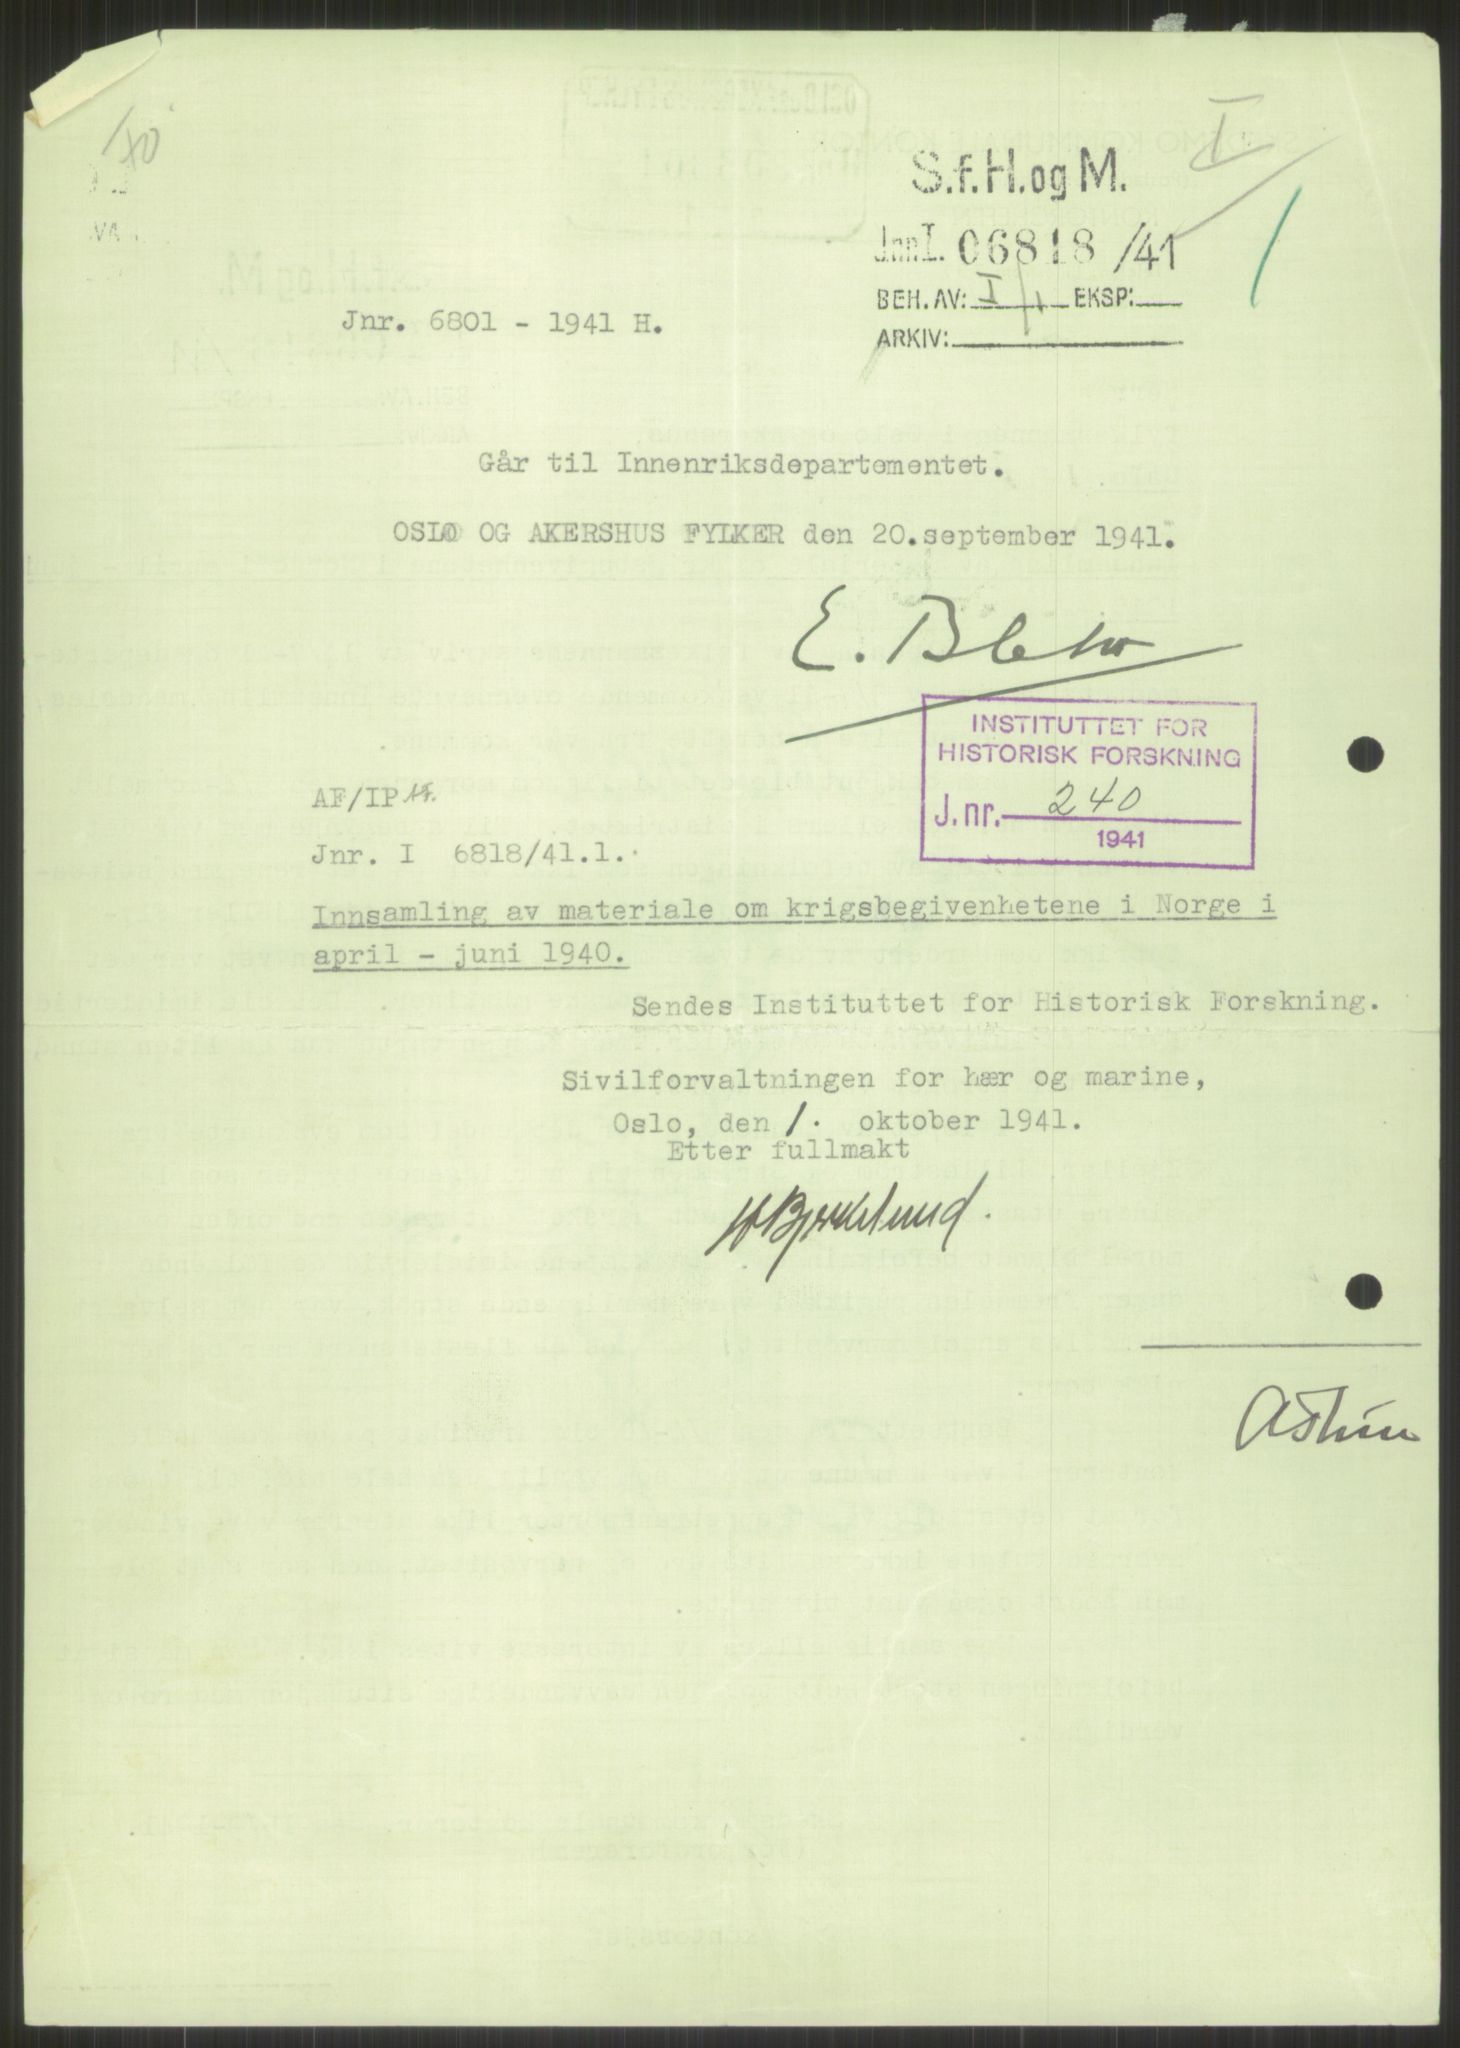 S.f.H.og M.
Jnr I. 06818 /41
BEH. AV: I EKSP:
ARKIV:
I
Jnr. 6801 - 1941 H.
Går til Innenriksdepartementet.
OSLO OG AKERSHUS FYLKER den 20.september 1941.
INSTITUTTET FOR
HISTORISK FORSKNING
J. nr. 240
1941
AF/IP
Jnr. I 6818/41.1.
Innsamling av materiale om krigsbegivenhetene i Norge i
april - juni 1940.
Sendes Instituttet for Historisk Forskning.
Sivilforvaltningen for hær og marine,
Oslo, den 1. oktober 1941.
Etter fullmakt